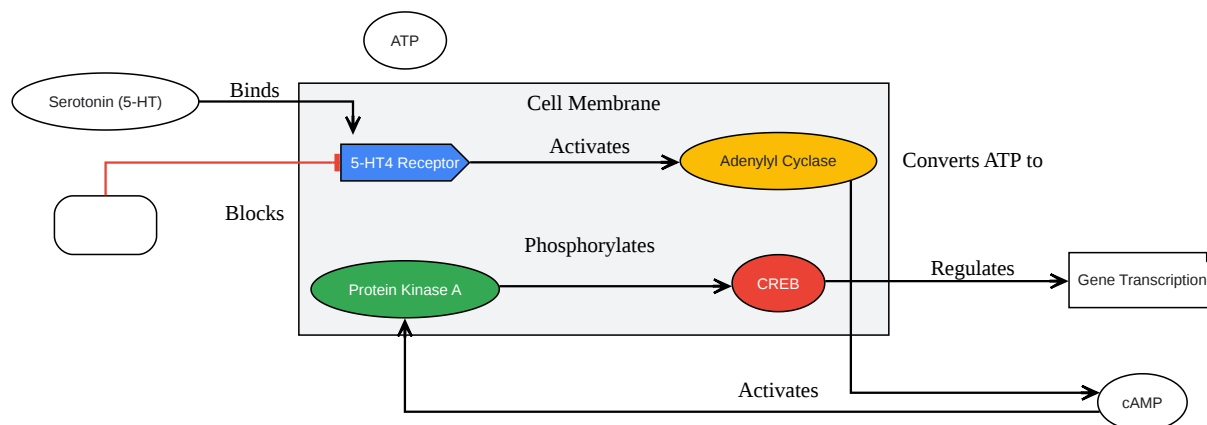 ATP
Serotonin (5-HT)
Binds
Cell Membrane
5-HT4 Receptor
Activates
Adenylyl Cyclase
Converts ATP to
Blocks
Phosphorylates
Protein Kinase A
CREB
Regulates
Gene Transcription
Activates
cAMP